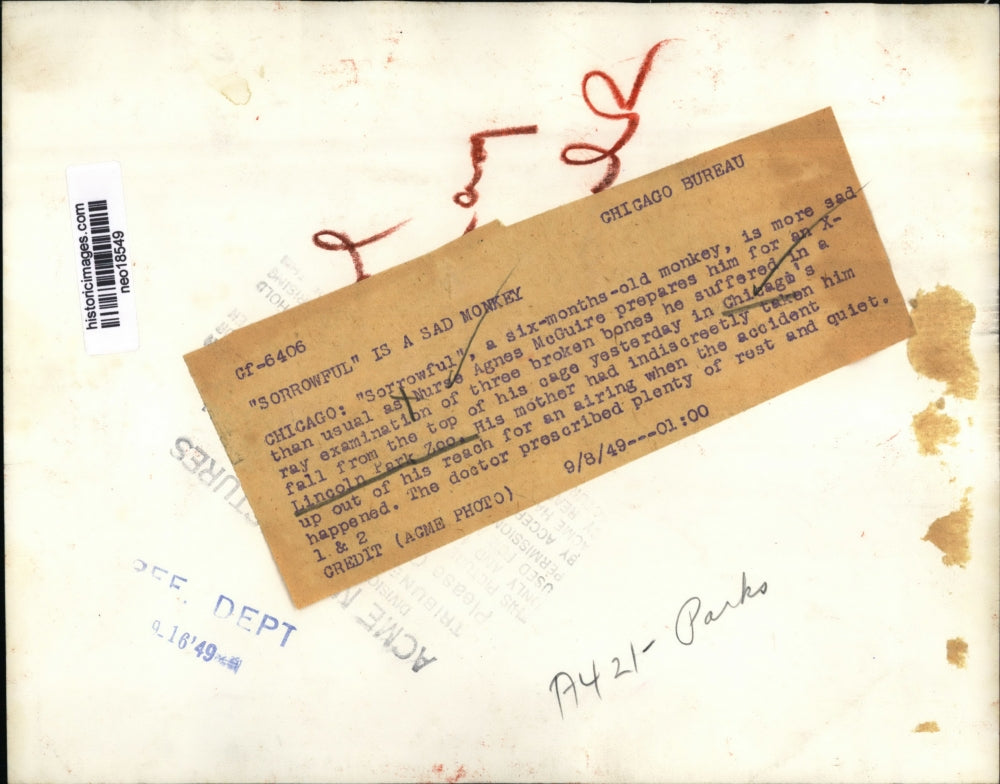 historicimages.com
neo18549
CHICAGO BUREAU
Cf-6406
"SORROWFUL" IS A SAD MONKEY
CHICAGO: "Sorrowful", a six-months-old monkey, is more sad
than usual as Nurse Agnes McGuire prepares him for an X-
ray examination of three broken bones he suffered in a
fall from the top of his cage yesterday in Chicago's
Lincoln Park Zoo. His mother had indiscreetly taken him
up out of his reach for an airing when the accident
happened. The doctor prescribed plenty of rest and quiet.
1 & 2
CREDIT (ACME PHOTO) 9/8/49---01:00
DEPT
16'49
A421- Parks
ACME
THIS PICTURE
PERMISSION